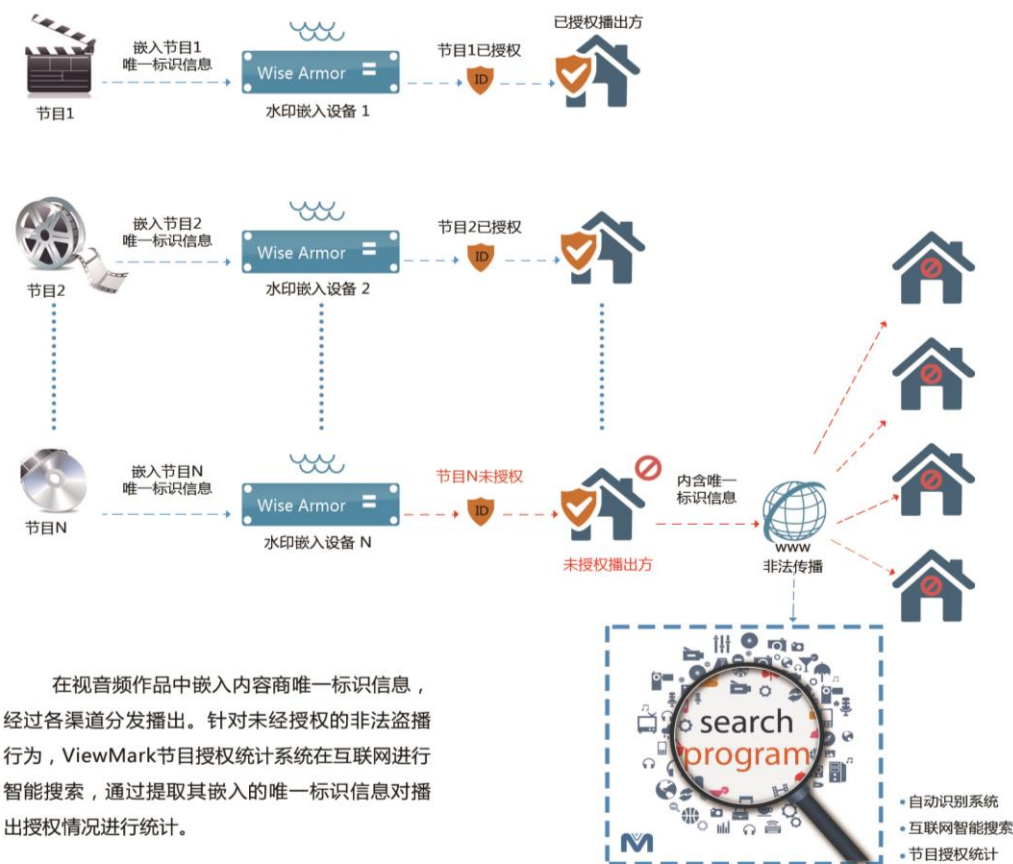 已授权播出方
嵌入节目1
唯一标识信息
节目1已授权
Wise Armor
ID
节目1
水印嵌入设备 1
嵌入节目2
唯一标识信息
节目2已授权
Wise Armor
ID
节目2
水印嵌入设备 2
嵌入节目N
唯一标识信息
节目N未授权
内含唯一
标识信息
Wise Armor
ID
节目N
水印嵌入设备 N
未授权播出方
www
非法传播
在视音频作品中嵌入内容商唯一标识信息，
经过各渠道分发播出。针对未经授权的非法盗播
行为，ViewMark节目授权统计系统在互联网进行
智能搜索，通过提取其嵌入的唯一标识信息对播
出授权情况进行统计。
search
program
•自动识别系统
•互联网智能搜索
•节目授权统计